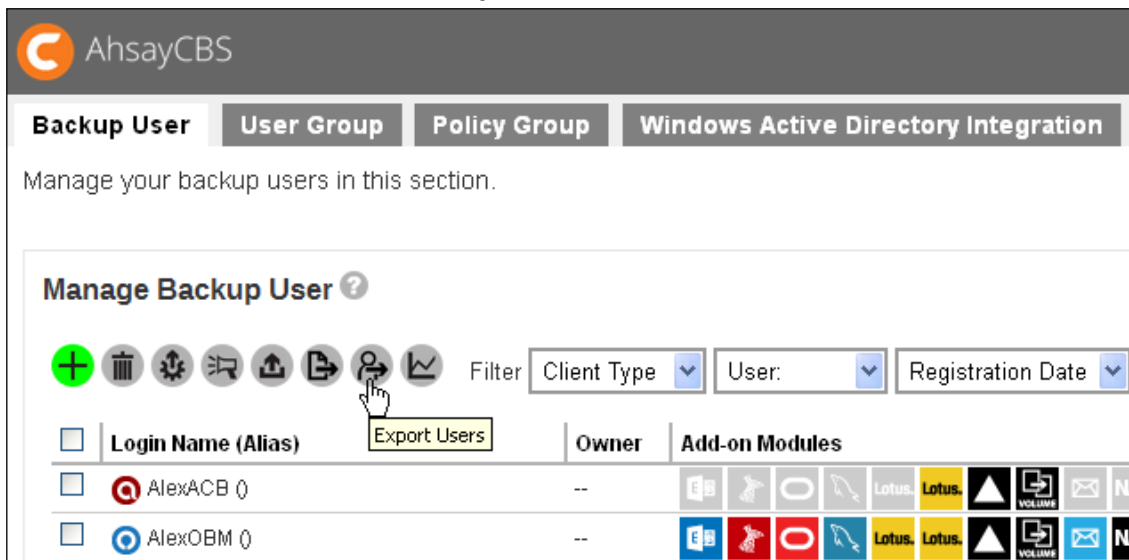 AhsayCBS
Backup User User Group Policy Group Windows Active Directory Integration
Manage your backup users in this section.
Manage Backup User ?
Filter Client Type User: Registration Date
Export Users
Login Name (Alias) Owner Add-on Modules
AlexACB () -- E Lotus. Lotus. VOLUME N
AlexOBM () -- E Lotus. Lotus. VOLUME N